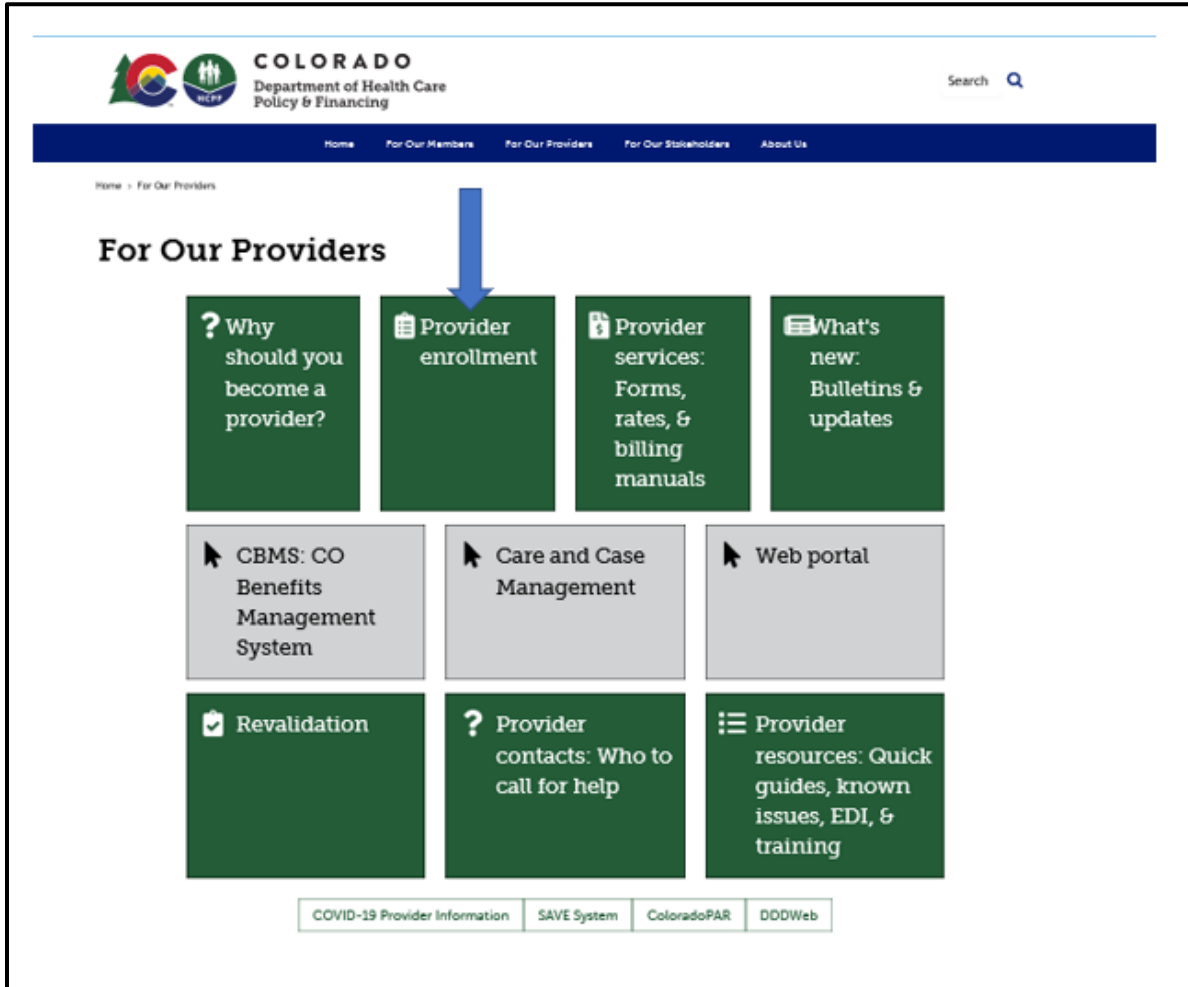 COLORADO
Department of Health Care
Policy & Financing
HCPF
Search
Home For Our Members For Our Providers For Our Stakeholders About Us
Home > For Our Providers
For Our Providers
? Why
should you
become a
provider?
Provider
enrollment
$ Provider
services:
Forms,
rates, &
billing
manuals
What's
new:
Bulletins &
updates
CBMS: CO
Benefits
Management
System
Care and Case
Management
Web portal
Revalidation
? Provider
contacts: Who to
call for help
Provider
resources: Quick
guides, known
issues, EDI, &
training
COVID-19 Provider Information SAVE System ColoradoPAR DDDWeb